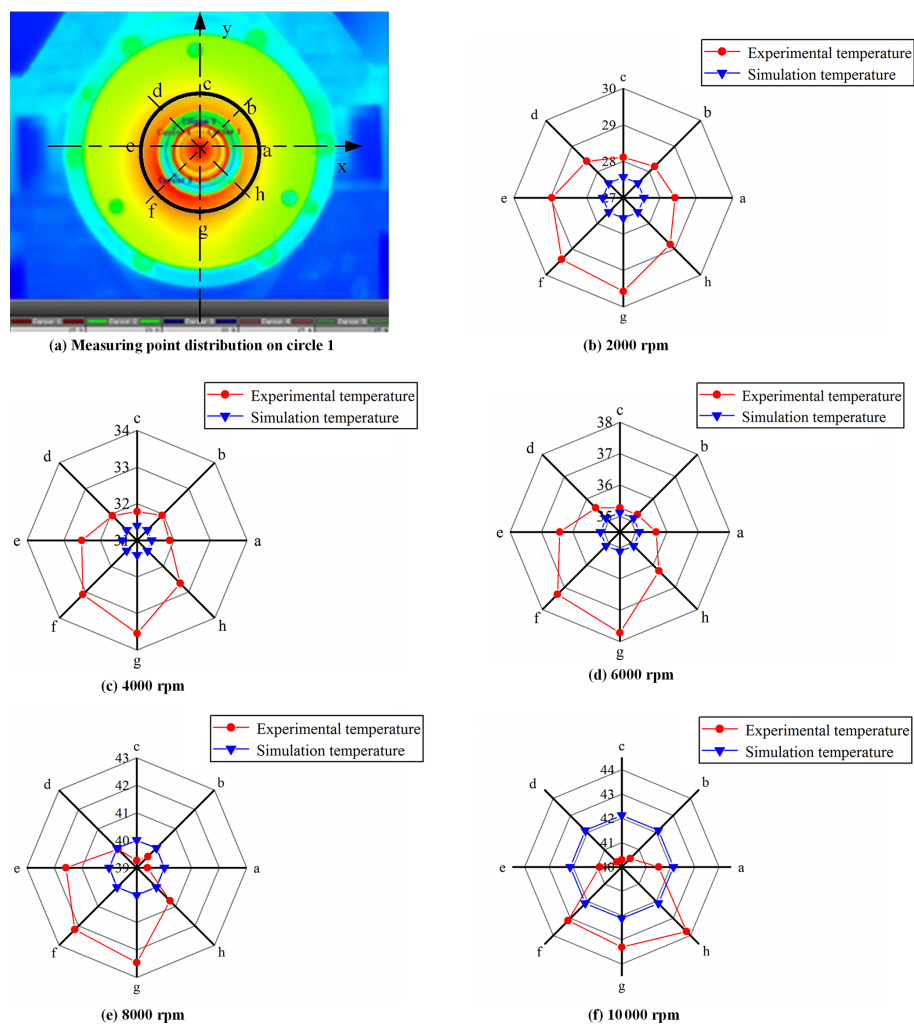 y
d
c
b
e
a
x
f
h
g
(a) Measuring point distribution on circle 1
Experimental temperature
Simulation temperature
c
30
d
b
29
28
e
27
a
f
h
g
(b) 2000 rpm
Experimental temperature
Simulation temperature
c
34
d
b
33
32
e
31
a
f
h
g
(c) 4000 rpm
Experimental temperature
Simulation temperature
c
38
d
b
37
36
e
35
a
f
h
g
(d) 6000 rpm
Experimental temperature
Simulation temperature
c
43
d
b
42
41
40
e
39
a
f
h
g
(e) 8000 rpm
Experimental temperature
Simulation temperature
c
44
d
b
43
42
41
e
40
a
f
h
g
(f) 10 000 rpm